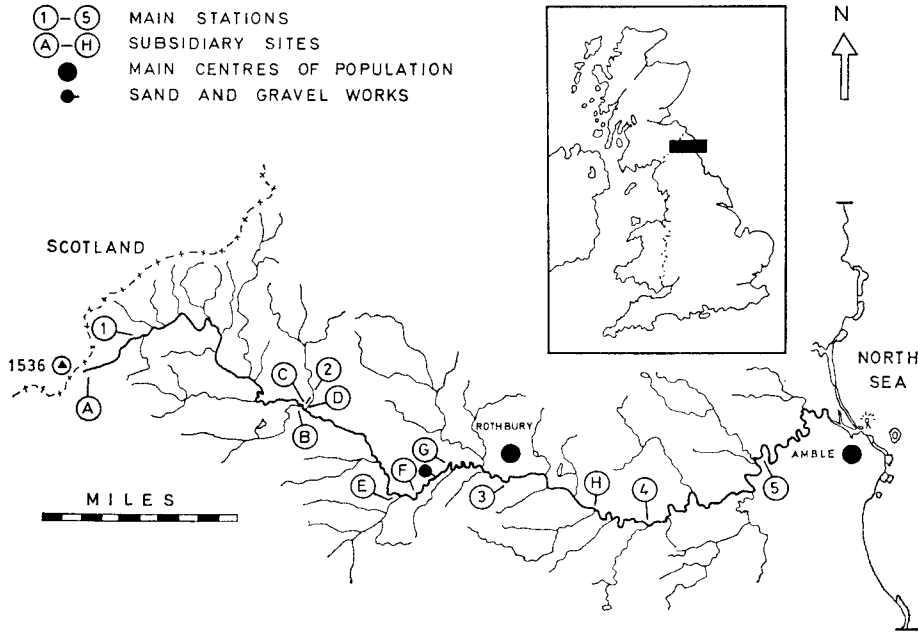 1 – 5 MAIN STATIONS
A – H SUBSIDIARY SITES
MAIN CENTRES OF POPULATION
SAND AND GRAVEL WORKS
N
SCOTLAND
1
1536
A
C
2
D
B
NORTH
SEA
ROTHBURY
AMBLE
G
F
E
3
H
4
5
MILES